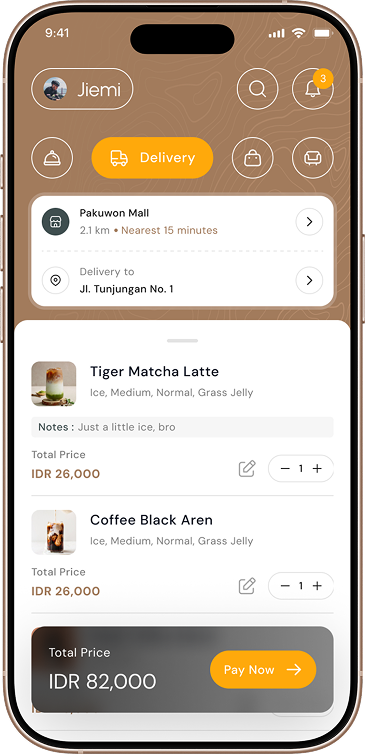 9:41
Jiemi
3
Delivery
Pakuwon Mall
2.1 km • Nearest 15 minutes
Delivery to
Jl. Tunjungan No. 1
Tiger Matcha Latte
Ice, Medium, Normal, Grass Jelly
Notes : Just a little ice, bro
Total Price
IDR 26,000
1
Coffee Black Aren
Ice, Medium, Normal, Grass Jelly
Total Price
IDR 26,000
1
Total Price
IDR 82,000
Pay Now